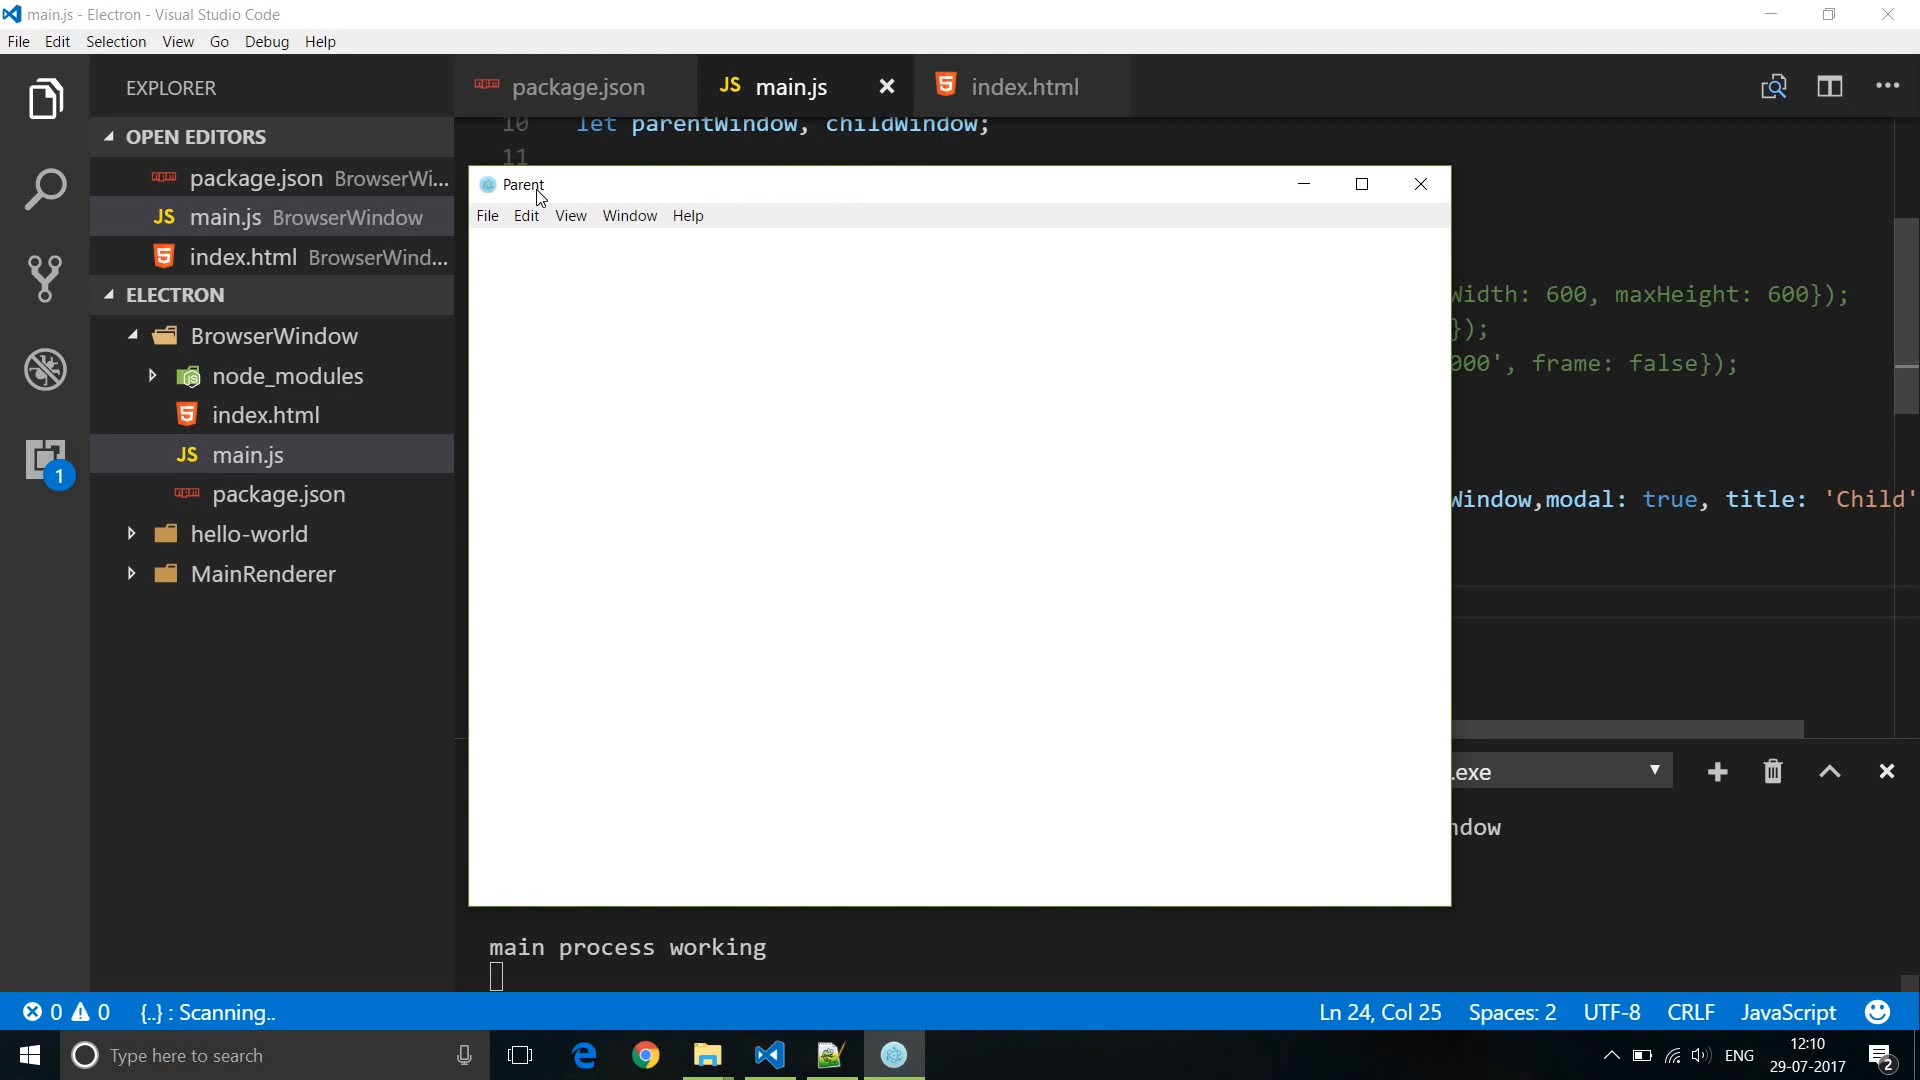 main.js - Electron - Visual Studio Code
File Edit Selection View Go Debug Help
EXPLORER
package.json
JS main.js
index.html
OPEN EDITORS
package.json BrowserWi...
JS main.js BrowserWindow
index.html BrowserWind...
ELECTRON
BrowserWindow
node_modules
index.html
JS main.js
package.json
hello-world
MainRenderer
1
10 let parentWindow, childWindow;
11
Parent
File Edit View Window Help
Width: 600, maxHeight: 600});
});
000', frame: false});
Window,modal: true, title: 'Child'
.exe
ndow
main process working
0 0 {..} : Scanning..
Ln 24, Col 25 Spaces: 2 UTF-8 CRLF JavaScript
Type here to search
ENG
12:10
29-07-2017
2